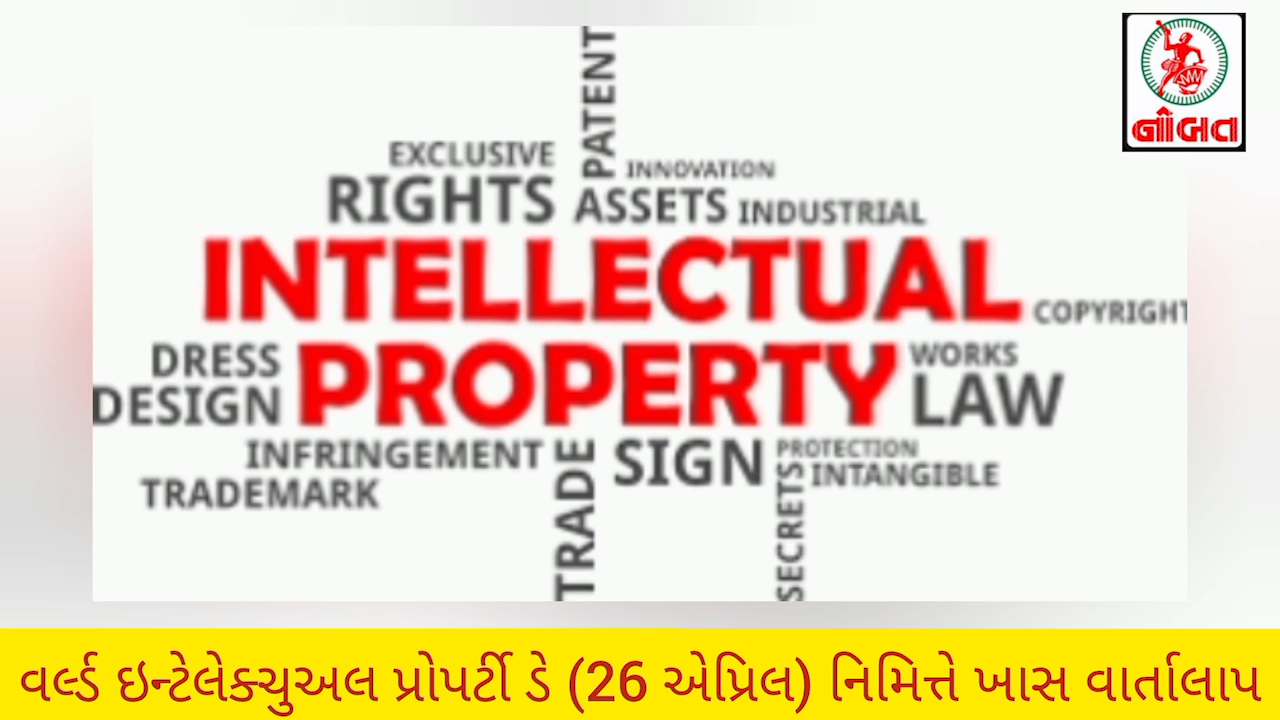 નોબત
NW
PATENT
EXCLUSIVE
INNOVATION
RIGHTS ASSETS INDUSTRIAL
INTELLECTUAL
COPYRIGHT
DRESS PROPERTY WORKS
DESIGN LAW
INFRINGEMENT TRADE SIGN PROTECTION
SECRETS INTANGIBLE
TRADEMARK
વર્લ્ડ ઇન્ટેલેક્ચુઅલ પ્રોપર્ટી ડે (26 એપ્રિલ) નિમિત્તે ખાસ વાર્તાલાપ